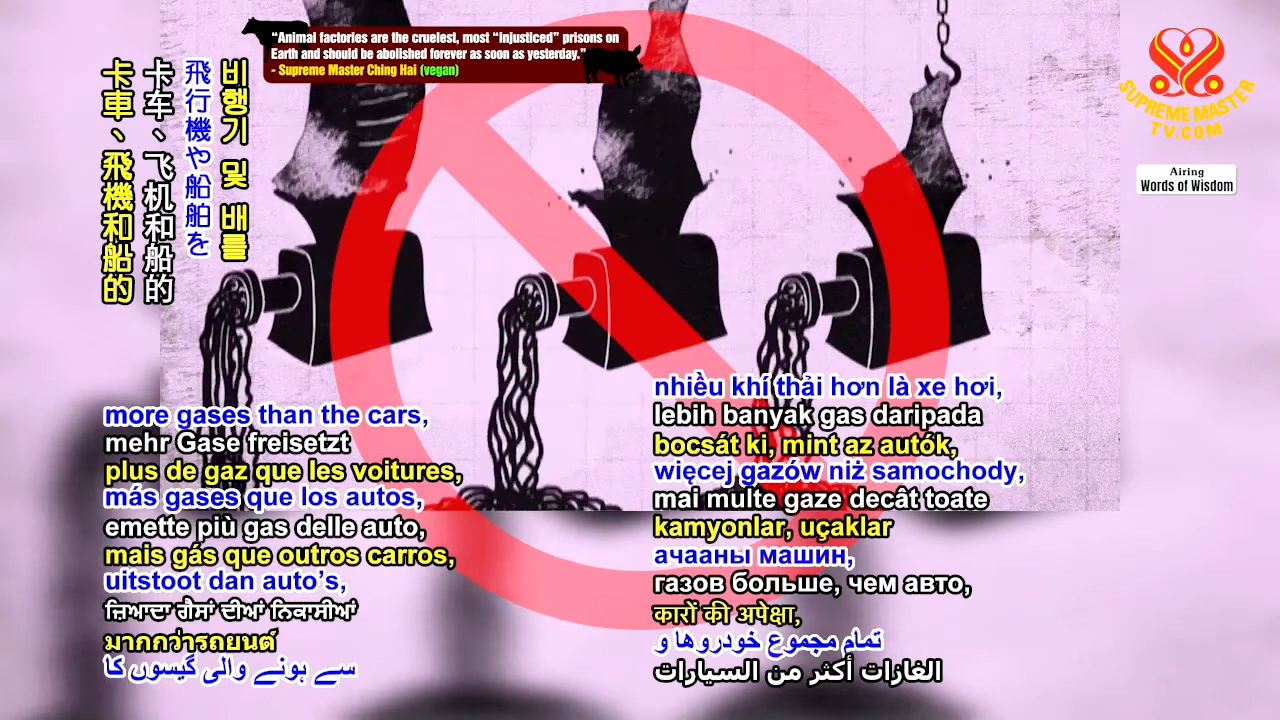 “Animal factories are the cruelest, most “injusticed” prisons on
Earth and should be abolished forever as soon as yesterday.”
- Supreme Master Ching Hai (vegan)
SUPREME MASTER
TV.COM
Airing
Words of Wisdom
비행기 및 배를
飛行機や船舶を
卡车、飞机和船的
卡車、飛機和船的
more gases than the cars,
mehr Gase freisetzt
plus de gaz que les voitures,
más gases que los autos,
emette più gas delle auto,
mais gás que outros carros,
uitstoot dan auto’s,
ਜ਼ਿਆਦਾ ਗੈਸਾਂ ਦੀਆਂ ਨਿਕਾਸੀਆਂ
มากกว่ารถยนต์
سے ہونے والی گیسوں کا
nhiều khí thải hơn là xe hơi,
lebih banyak gas daripada
bocsát ki, mint az autók,
więcej gazów niż samochody,
mai multe gaze decât toate
kamyonlar, uçaklar
ачааны машин,
газов больше, чем авто,
कारों की अपेक्षा,
تمام مجموع خودروها و
الغازات أكثر من السيارات